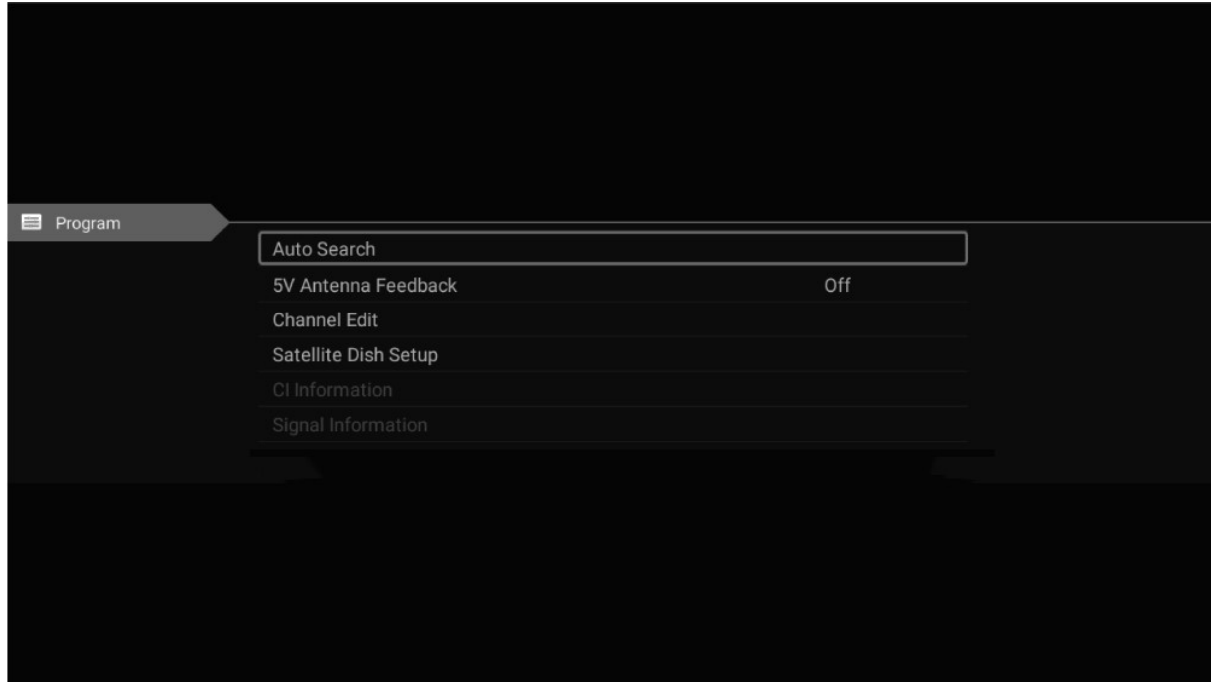 Program
Auto Search
5V Antenna Feedback Off
Channel Edit
Satellite Dish Setup
CI Information
Signal Information